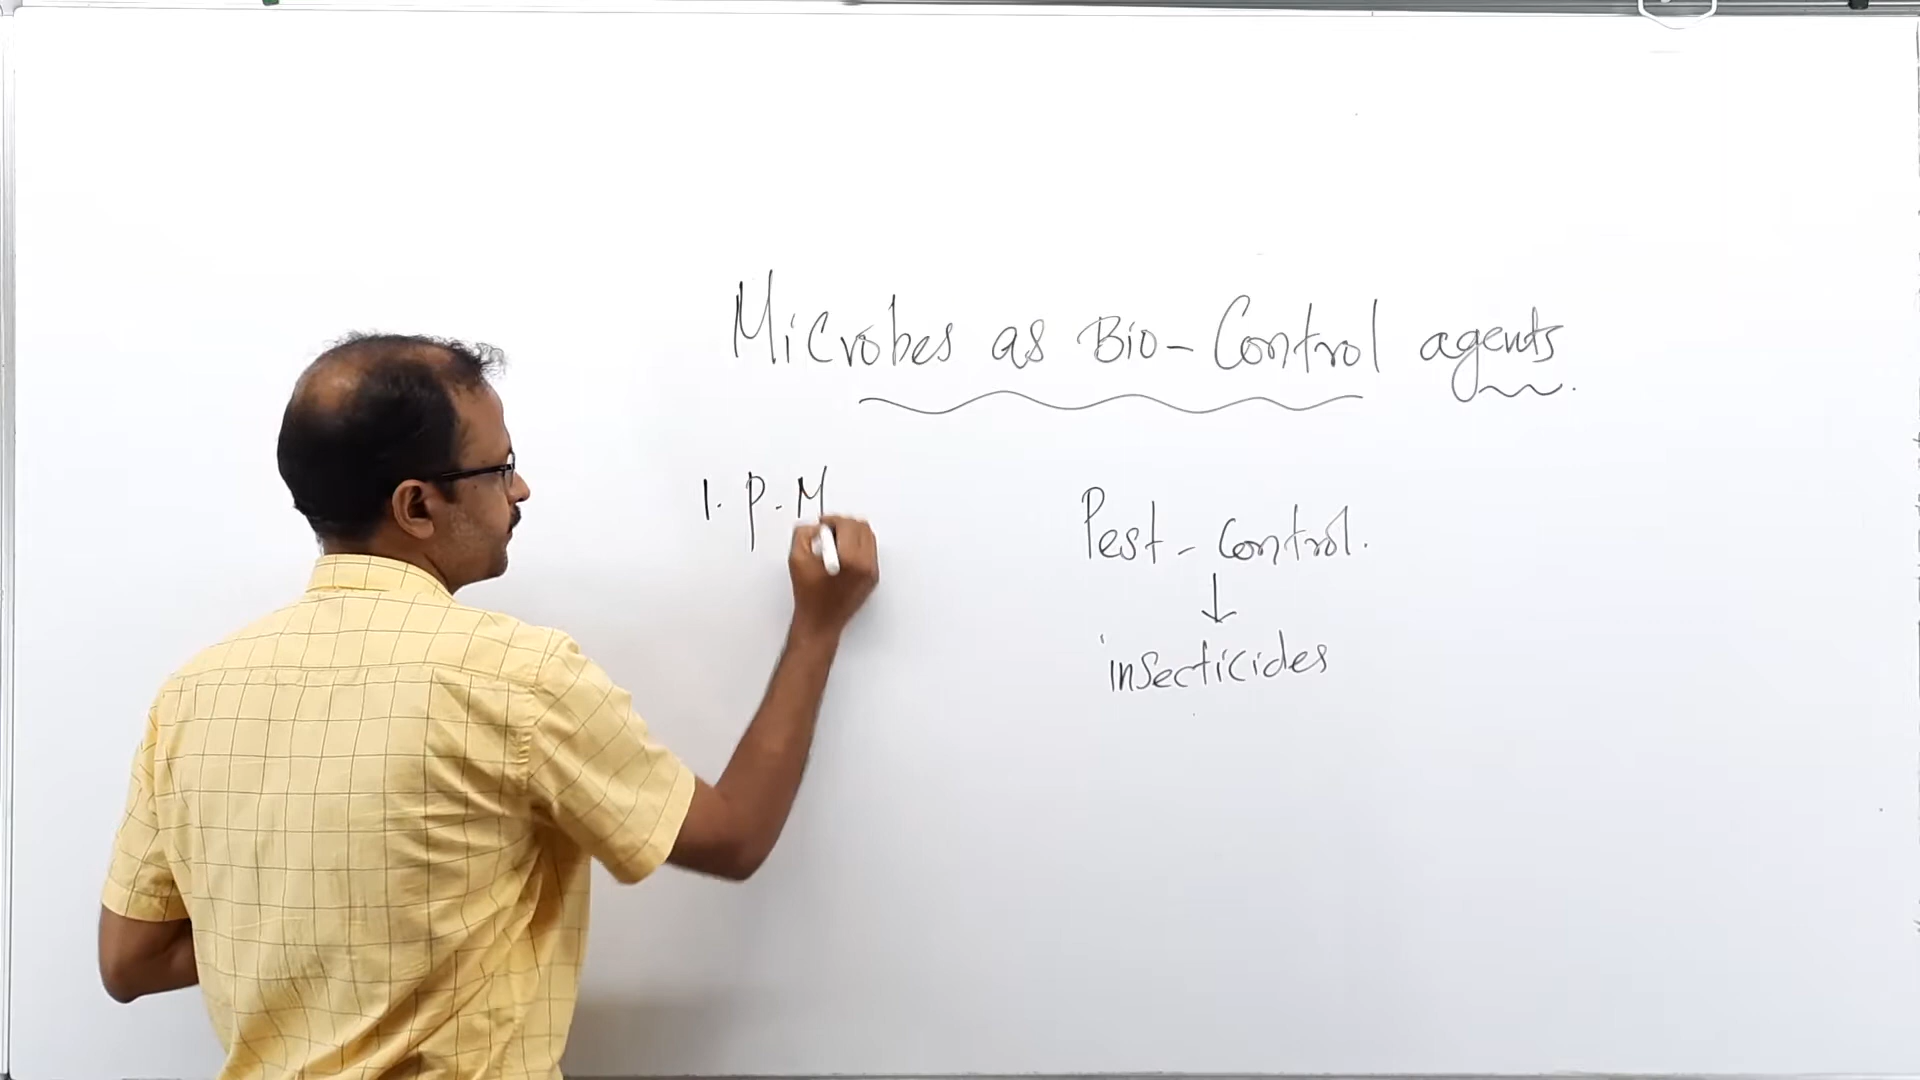 Microbes as Bio-Control agents.
I. P. M
Pest - Control.
↓
insecticides